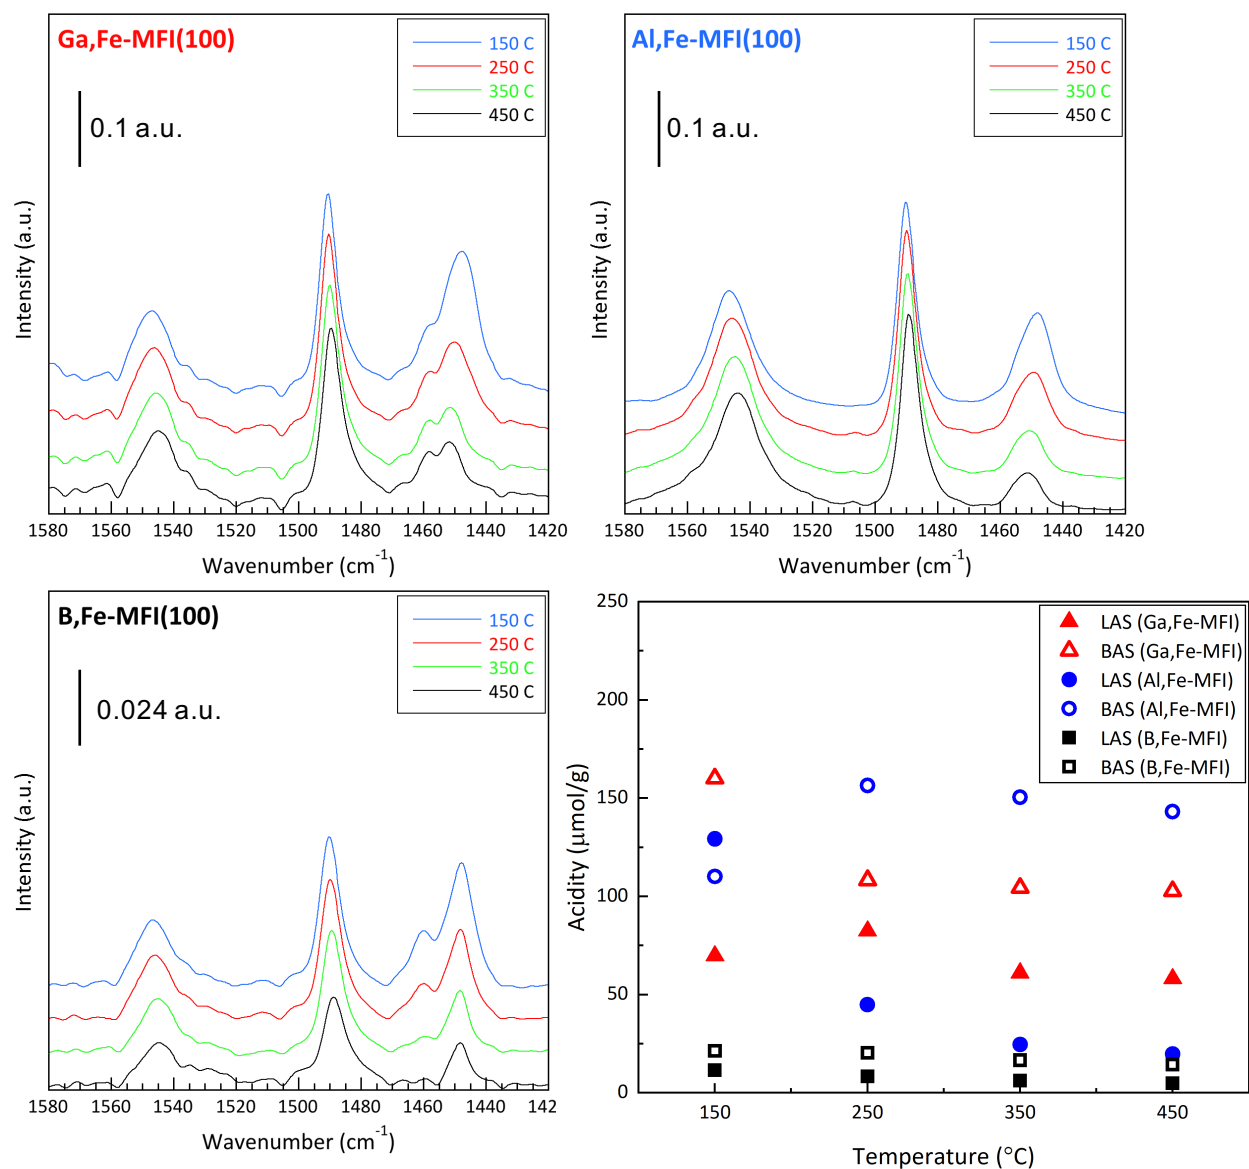 Ga,Fe-MFI(100)
150 C
250 C
350 C
450 C
0.1 a.u.
Intensity (a.u.)
1580 1560 1540 1520 1500 1480 1460 1440 1420
Wavenumber (cm-1)
Al,Fe-MFI(100)
150 C
250 C
350 C
450 C
0.1 a.u.
Intensity (a.u.)
1580 1560 1540 1520 1500 1480 1460 1440 1420
Wavenumber (cm-1)
B,Fe-MFI(100)
150 C
250 C
350 C
450 C
0.024 a.u.
Intensity (a.u.)
1580 1560 1540 1520 1500 1480 1460 1440 142
Wavenumber (cm-1)
250
200
150
100
50
0
Acidity (μmol/g)
LAS (Ga,Fe-MFI)
BAS (Ga,Fe-MFI)
LAS (Al,Fe-MFI)
BAS (Al,Fe-MFI)
LAS (B,Fe-MFI)
BAS (B,Fe-MFI)
150 250 350 450
Temperature (°C)